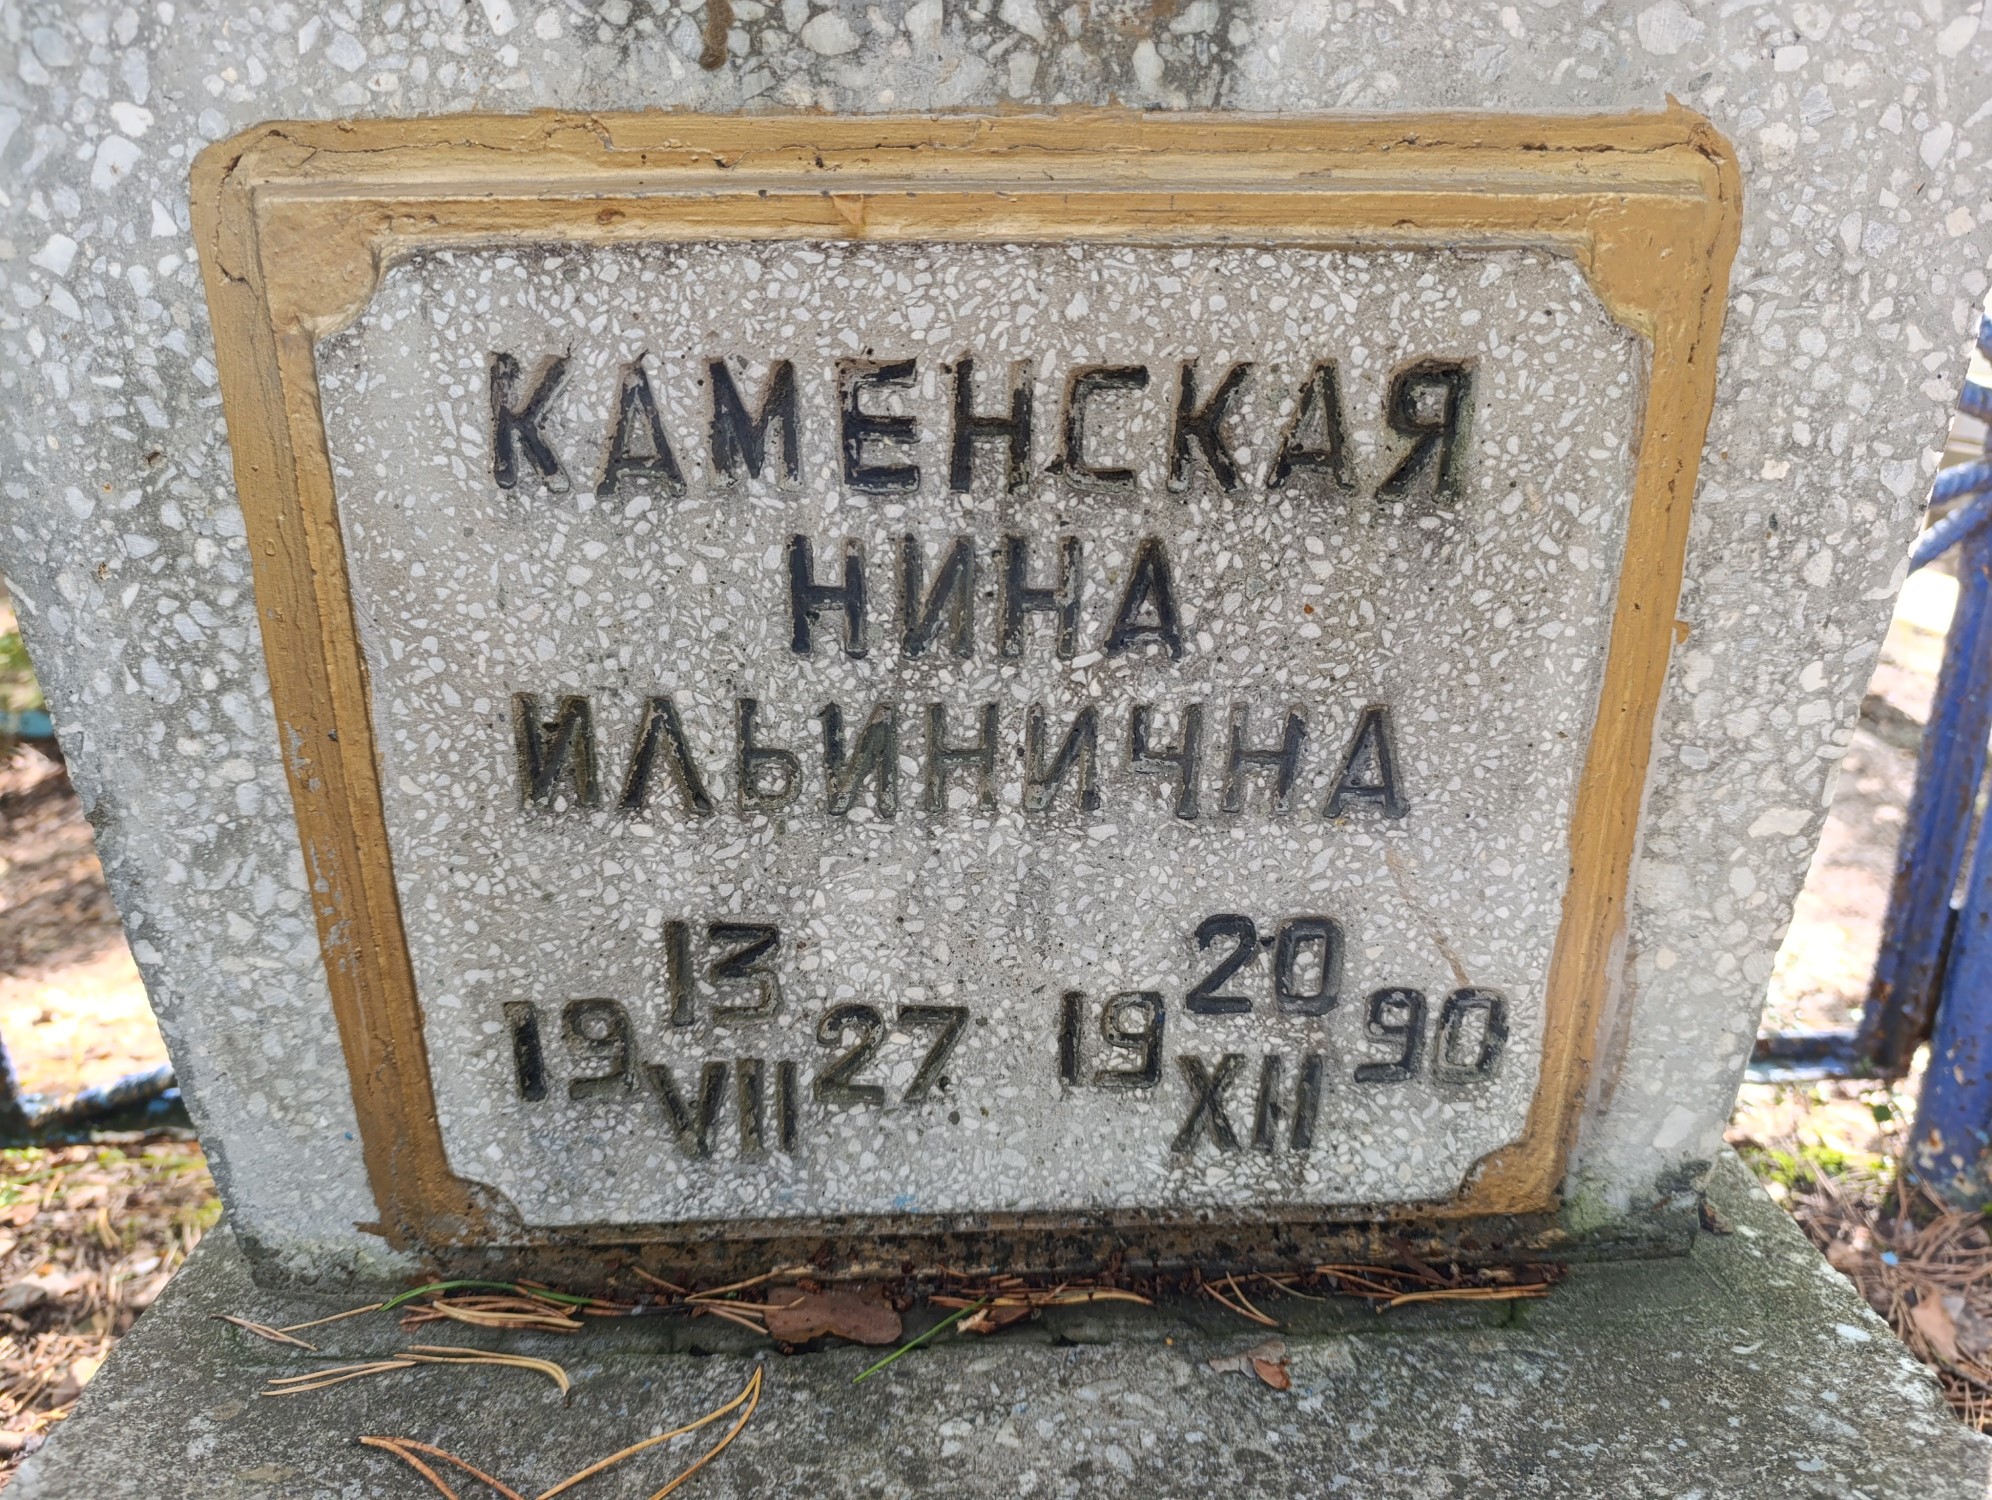 КАМЕНСКАЯ
НИНА
ИЛЬИНИЧНА
13 20
19 27 19 90
VII XII